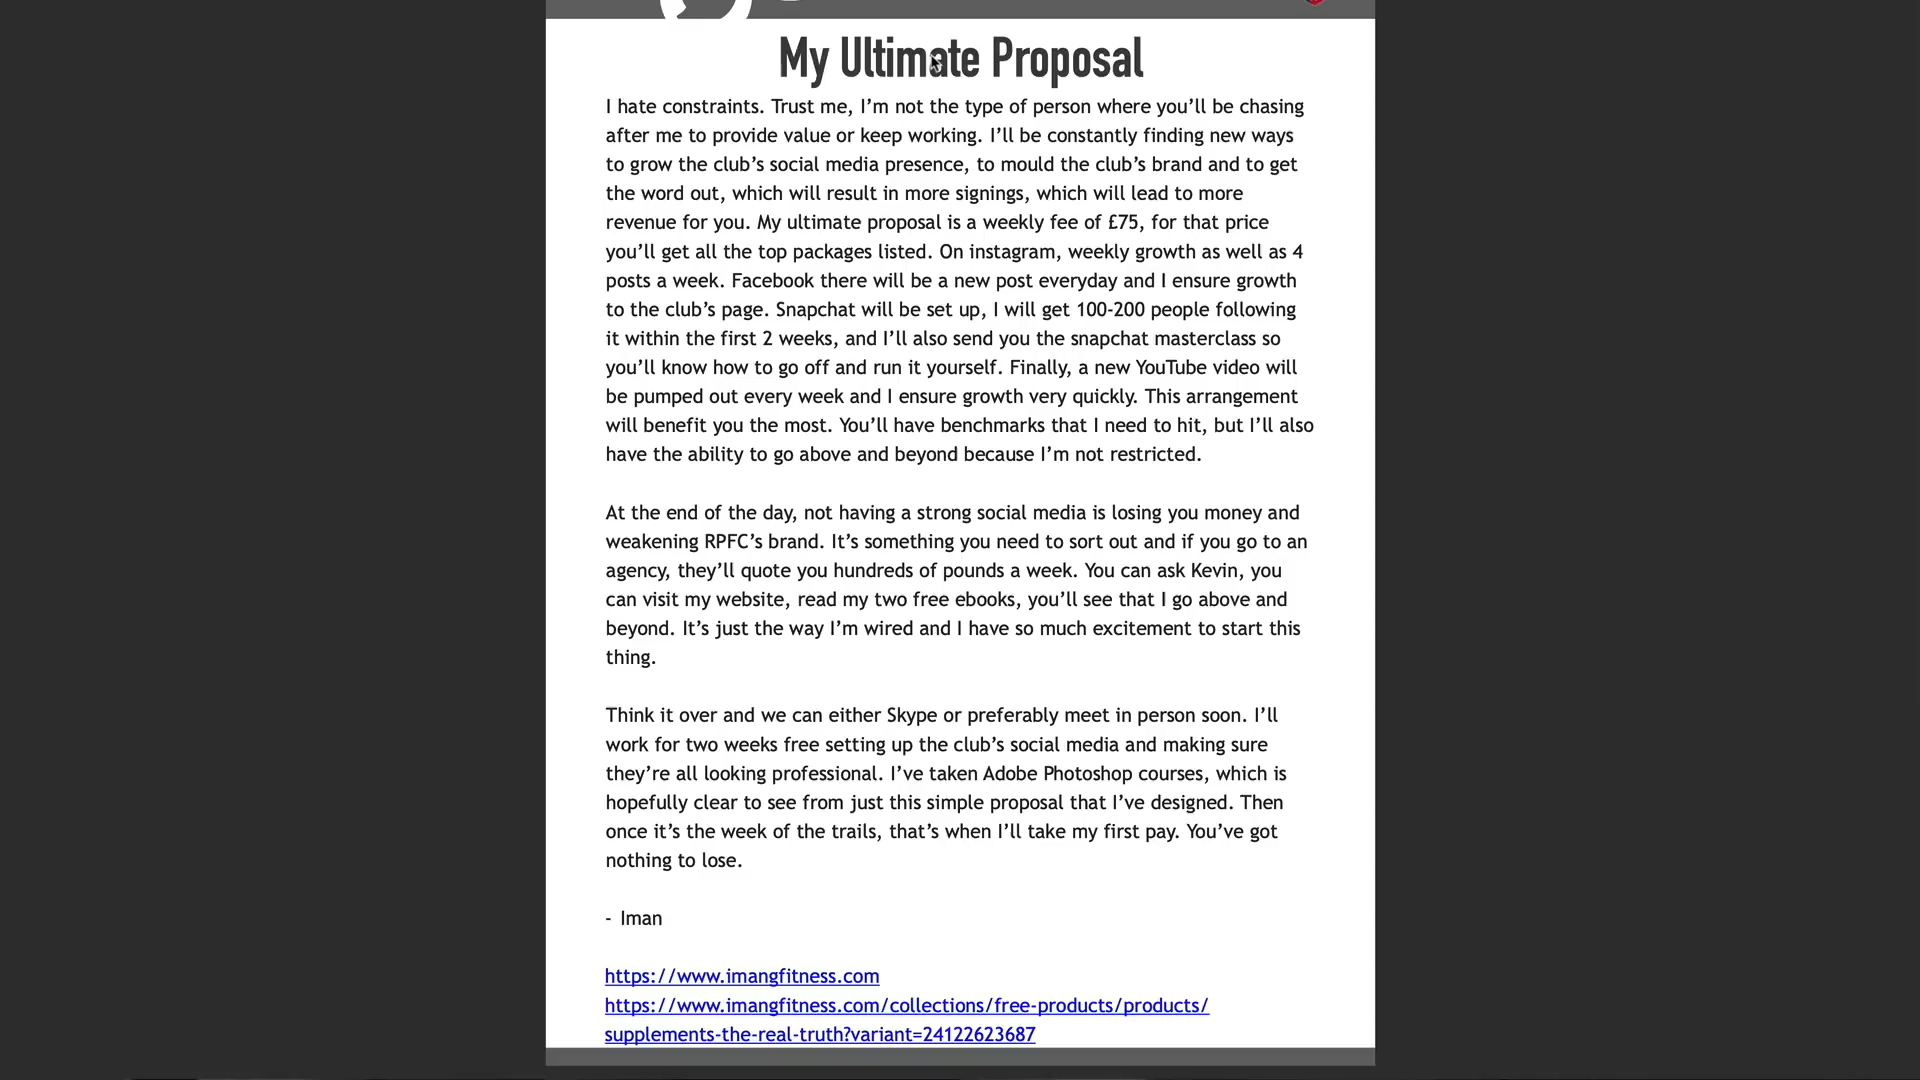 My Ultimate Proposal
I hate constraints. Trust me, I’m not the type of person where you’ll be chasing
after me to provide value or keep working. I’ll be constantly finding new ways
to grow the club’s social media presence, to mould the club’s brand and to get
the word out, which will result in more signings, which will lead to more
revenue for you. My ultimate proposal is a weekly fee of £75, for that price
you’ll get all the top packages listed. On instagram, weekly growth as well as 4
posts a week. Facebook there will be a new post everyday and I ensure growth
to the club’s page. Snapchat will be set up, I will get 100-200 people following
it within the first 2 weeks, and I’ll also send you the snapchat masterclass so
you’ll know how to go off and run it yourself. Finally, a new YouTube video will
be pumped out every week and I ensure growth very quickly. This arrangement
will benefit you the most. You’ll have benchmarks that I need to hit, but I’ll also
have the ability to go above and beyond because I’m not restricted.
At the end of the day, not having a strong social media is losing you money and
weakening RPFC’s brand. It’s something you need to sort out and if you go to an
agency, they’ll quote you hundreds of pounds a week. You can ask Kevin, you
can visit my website, read my two free ebooks, you’ll see that I go above and
beyond. It’s just the way I’m wired and I have so much excitement to start this
thing.
Think it over and we can either Skype or preferably meet in person soon. I’ll
work for two weeks free setting up the club’s social media and making sure
they’re all looking professional. I’ve taken Adobe Photoshop courses, which is
hopefully clear to see from just this simple proposal that I’ve designed. Then
once it’s the week of the trails, that’s when I’ll take my first pay. You’ve got
nothing to lose.
- Iman
https://www.imangfitness.com
https://www.imangfitness.com/collections/free-products/products/
supplements-the-real-truth?variant=24122623687